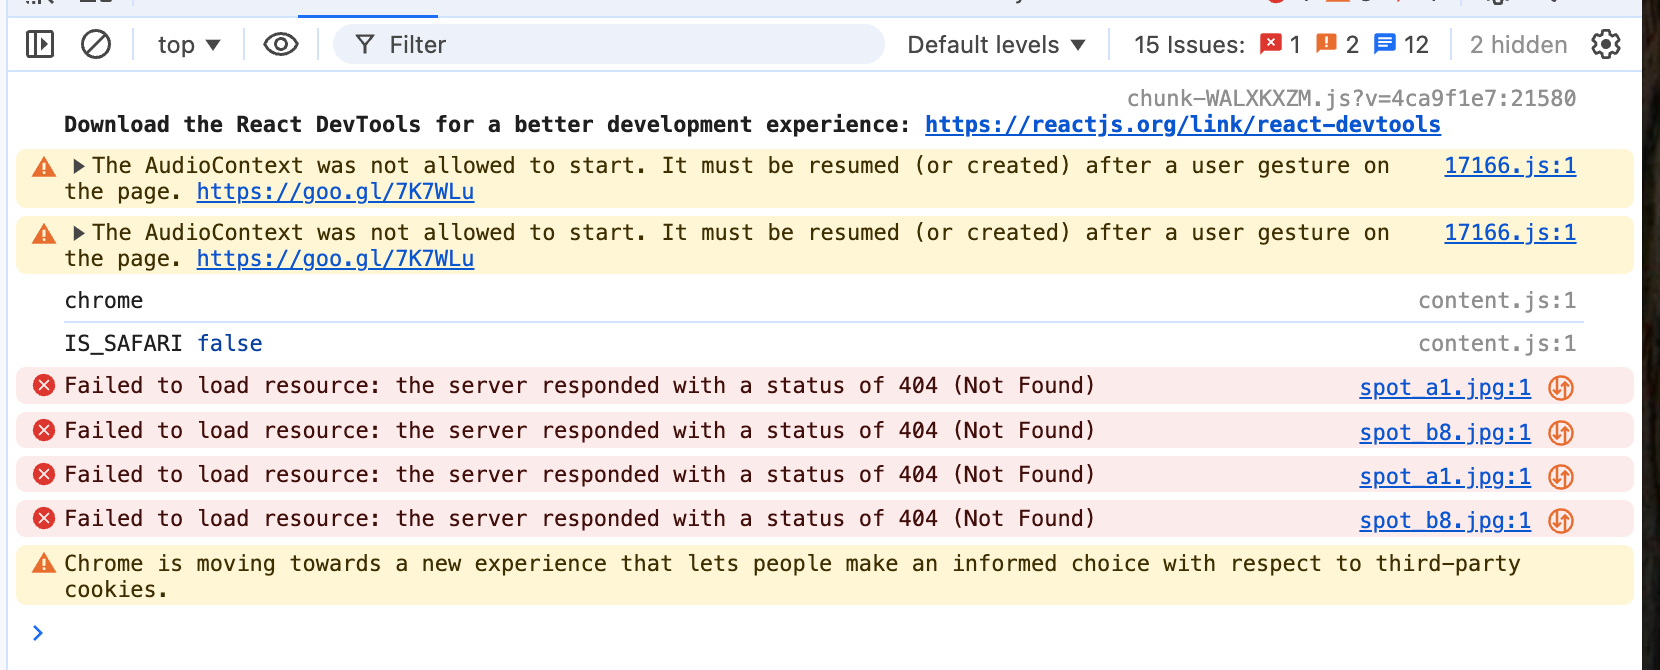 top ▼ Filter Default levels ▼ 15 Issues: 1 2 12 2 hidden
chunk-WALXKXZM.js?v=4ca9f1e7:21580
Download the React DevTools for a better development experience: https://reactjs.org/link/react-devtools
The AudioContext was not allowed to start. It must be resumed (or created) after a user gesture on 17166.js:1
the page. https://goo.gl/7K7WLu
The AudioContext was not allowed to start. It must be resumed (or created) after a user gesture on 17166.js:1
the page. https://goo.gl/7K7WLu
chrome content.js:1
IS_SAFARI false content.js:1
Failed to load resource: the server responded with a status of 404 (Not Found) spot_a1.jpg:1
Failed to load resource: the server responded with a status of 404 (Not Found) spot_b8.jpg:1
Failed to load resource: the server responded with a status of 404 (Not Found) spot_a1.jpg:1
Failed to load resource: the server responded with a status of 404 (Not Found) spot_b8.jpg:1
Chrome is moving towards a new experience that lets people make an informed choice with respect to third-party
cookies.